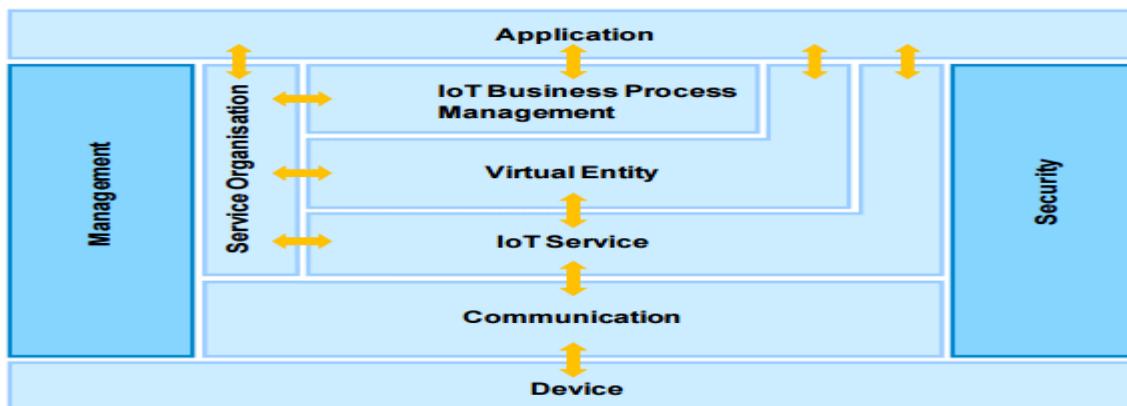 Application
Management
Service Organisation
IoT Business Process
Management
Virtual Entity
IoT Service
Communication
Security
Device